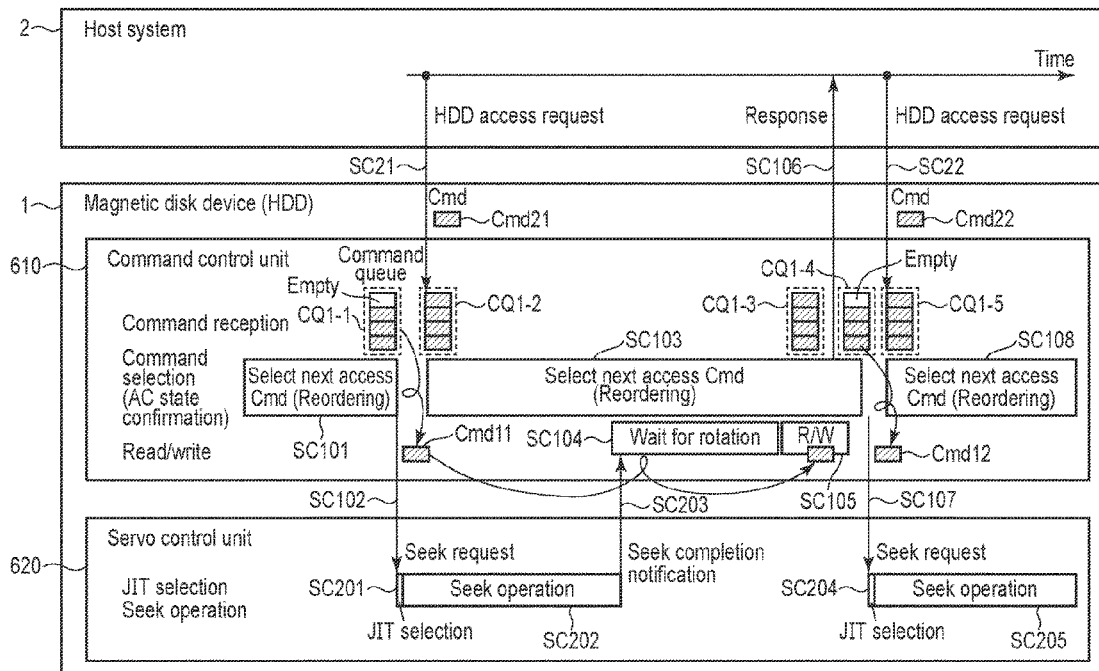 2
Host system
Time
HDD access request
Response
HDD access request
SC21
SC106
SC22
1
Magnetic disk device (HDD)
Cmd
Cmd21
Cmd
Cmd22
610
Command control unit
Command
queue
Empty
CQ1-1
CQ1-2
CQ1-3
CQ1-4
Empty
CQ1-5
Command reception
SC103
SC108
Command
selection
(AC state
confirmation)
Select next access
Cmd (Reordering)
Select next access Cmd
(Reordering)
Select next access
Cmd (Reordering)
Read/write
SC101
Cmd11
SC104
Wait for rotation
R/W
Cmd12
SC102
SC203
SC105
SC107
620
Servo control unit
Seek request
Seek completion
notification
Seek request
JIT selection
Seek operation
SC201
Seek operation
SC204
Seek operation
JIT selection
SC202
JIT selection
SC205